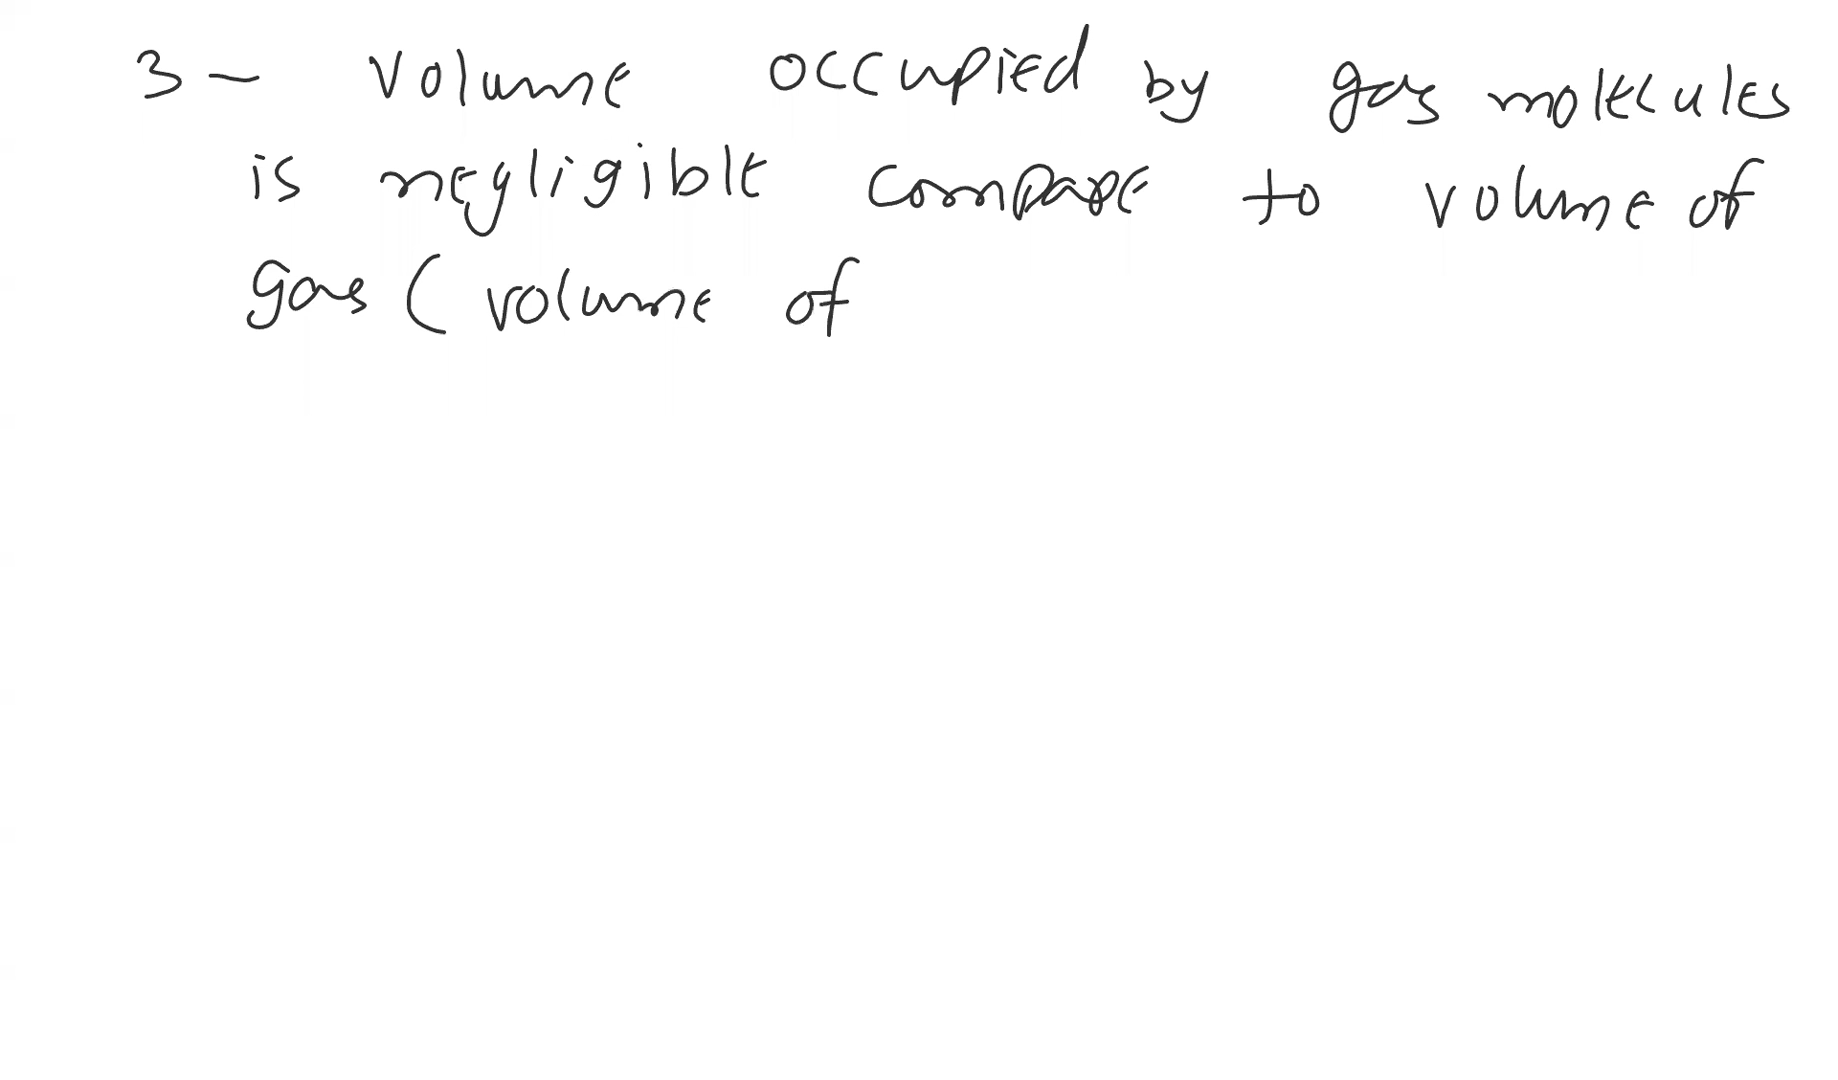 3 - Volume occupied by gas molecules
is negligible compare to volume of
gas ( volume of